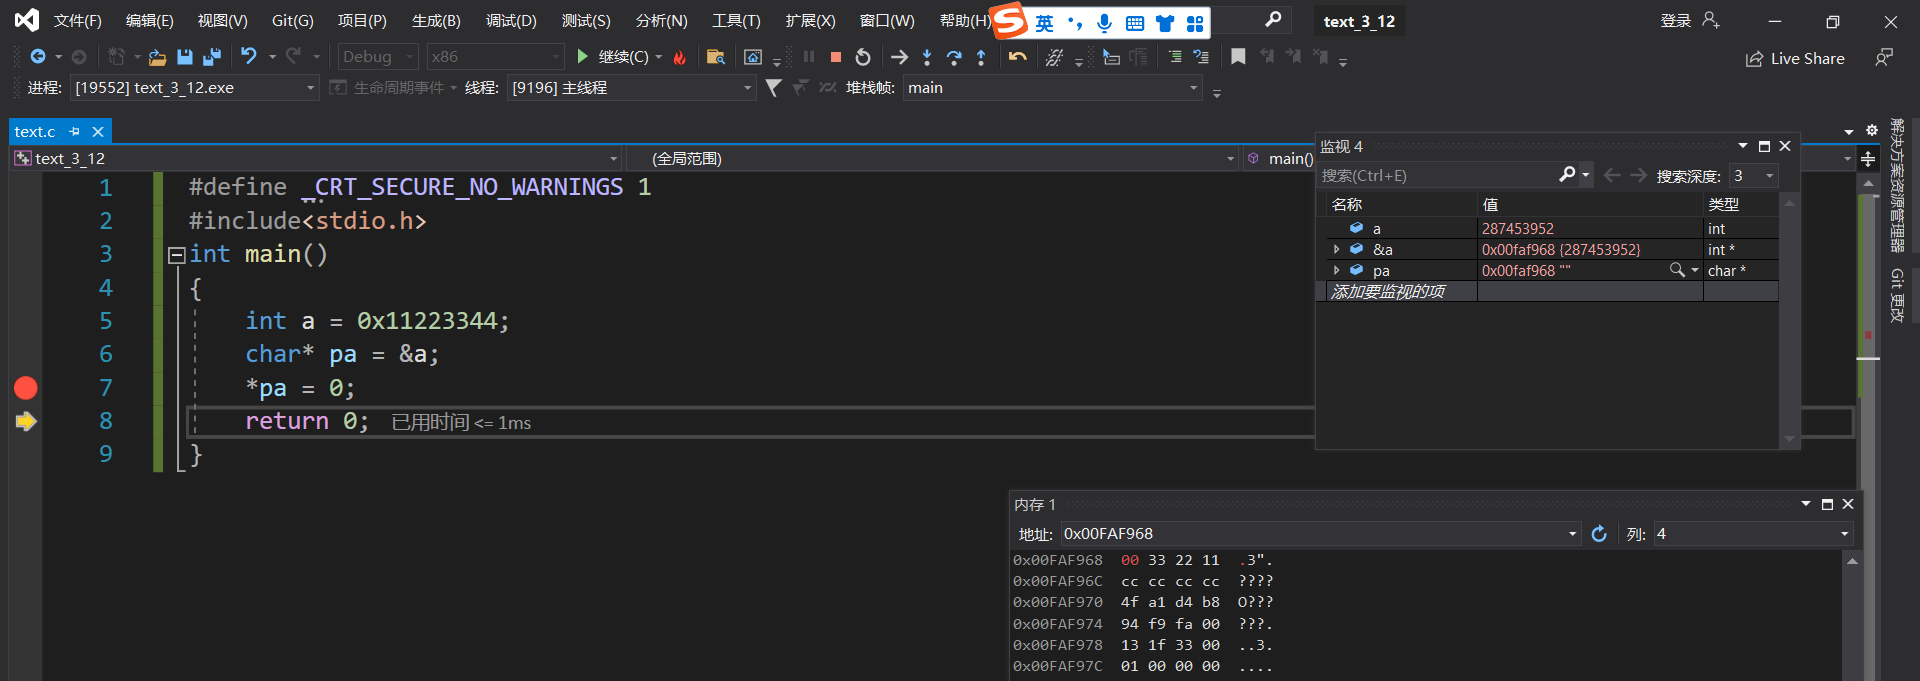 文件(F) 编辑(E) 视图(V) Git(G) 项目(P) 生成(B) 调试(D) 测试(S) 分析(N) 工具(T) 扩展(X) 窗口(W) 帮助(H) 英 text_3_12 登录
Debug x86 继续(C) Live Share
进程: [19552] text_3_12.exe 生命周期事件 线程: [9196] 主线程 堆栈帧: main
text.c
text_3_12 (全局范围) main()
1 #define _CRT_SECURE_NO_WARNINGS 1
2 #include<stdio.h>
3 int main()
4 {
5 int a = 0x11223344;
6 char* pa = &a;
7 *pa = 0;
8 return 0; 已用时间 <= 1ms
9 }
监视 4
搜索(Ctrl+E) 搜索深度: 3
名称 值 类型
a 287453952 int
&a 0x00faf968 {287453952} int *
pa 0x00faf968 "" char *
添加要监视的项
内存 1
地址: 0x00FAF968 列: 4
0x00FAF968 00 33 22 11 .3".
0x00FAF96C cc cc cc cc ????
0x00FAF970 4f a1 d4 b8 O???
0x00FAF974 94 f9 fa 00 ???.
0x00FAF978 13 1f 33 00 ..3.
0x00FAF97C 01 00 00 00 ....
解决方案资源管理器
Git 更改